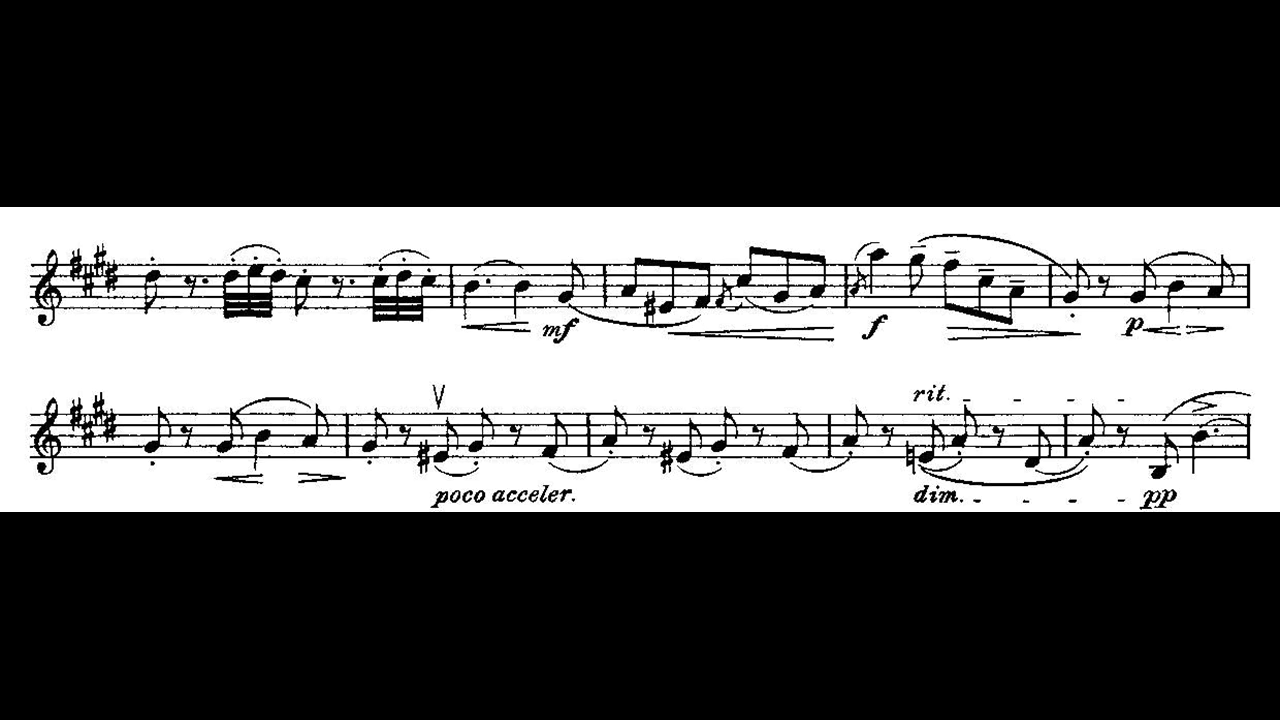 mf f p
rit.
poco acceler. dim. pp